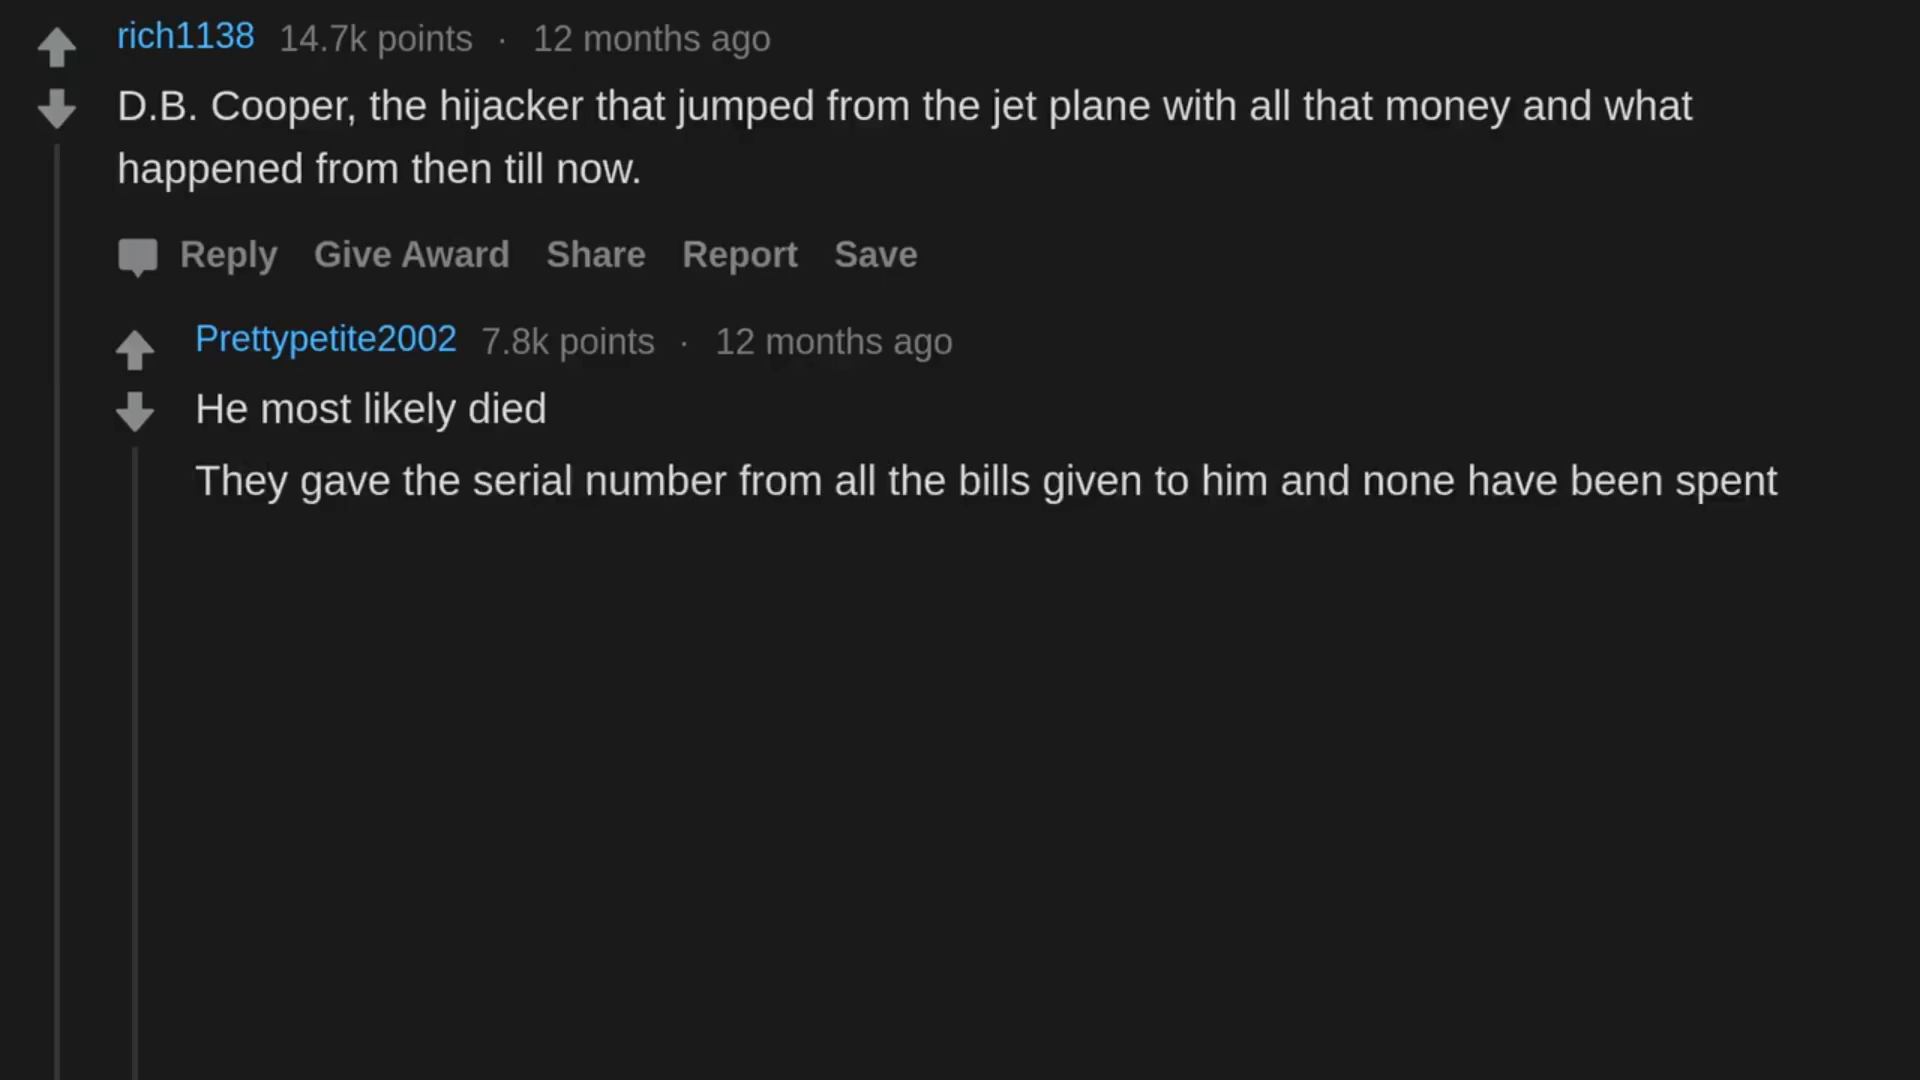 rich1138 14.7k points · 12 months ago
D.B. Cooper, the hijacker that jumped from the jet plane with all that money and what
happened from then till now.
Reply Give Award Share Report Save
Prettypetite2002 7.8k points · 12 months ago
He most likely died
They gave the serial number from all the bills given to him and none have been spent